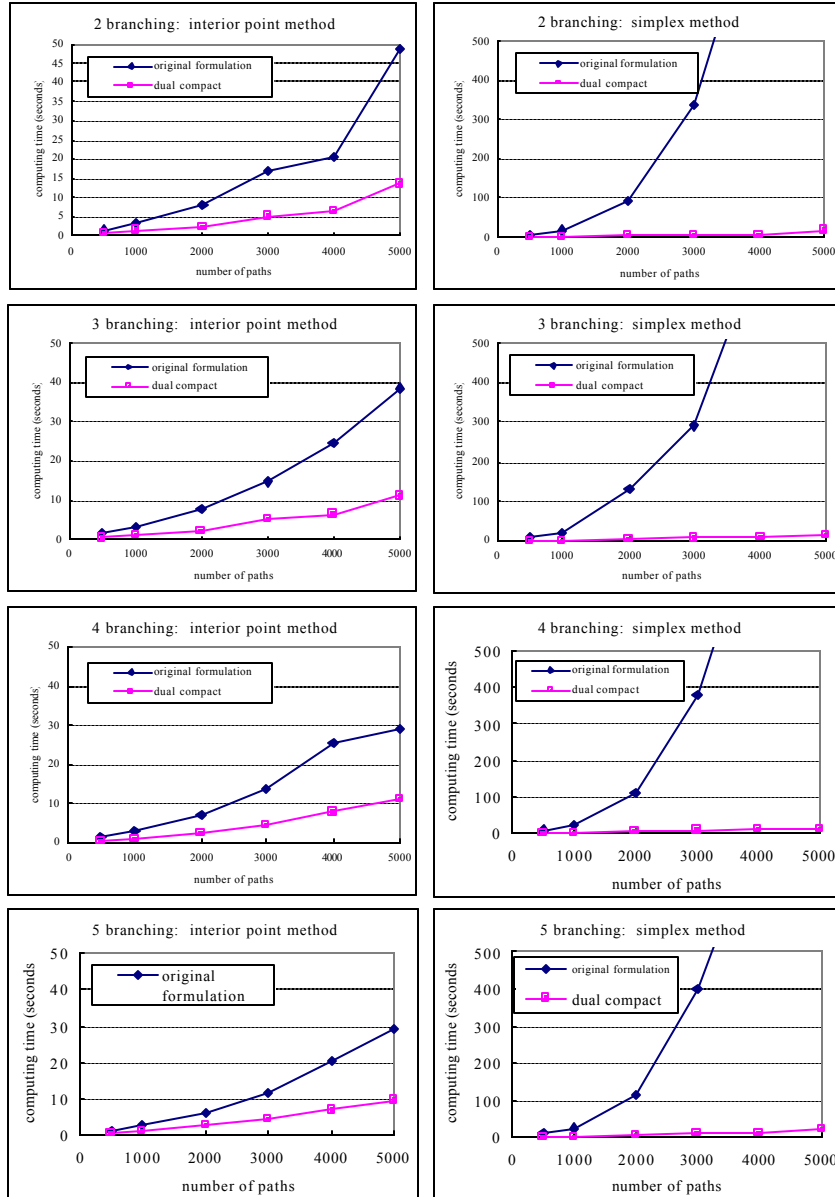 2 branching: interior point method
50
45
40
35
30
25
20
15
10
5
0
computing time (seconds)
original formulation
dual compact
0 1000 2000 3000 4000 5000
number of paths
2 branching: simplex method
500
400
300
200
100
0
computing time (seconds)
original formulation
dual compact
0 1000 2000 3000 4000 5000
number of paths
3 branching: interior point method
50
40
30
20
10
0
computing time (seconds)
original formulation
dual compact
0 1000 2000 3000 4000 5000
number of paths
3 branching: simplex method
500
400
300
200
100
0
computing time (seconds)
original formulation
dual compact
0 1000 2000 3000 4000 5000
number of paths
4 branching: interior point method
50
40
30
20
10
0
computing time (seconds)
original formulation
dual compact
0 1000 2000 3000 4000 5000
number of paths
4 branching: simplex method
500
400
300
200
100
0
computing time (seconds)
original formulation
dual compact
0 1000 2000 3000 4000 5000
number of paths
5 branching: interior point method
50
40
30
20
10
0
computing time (seconds
original
formulation
0 1000 2000 3000 4000 5000
number of paths
5 branching: simplex method
500
400
300
200
100
0
computing time (seconds
original formulation
dual compact
0 1000 2000 3000 4000 5000
number of paths